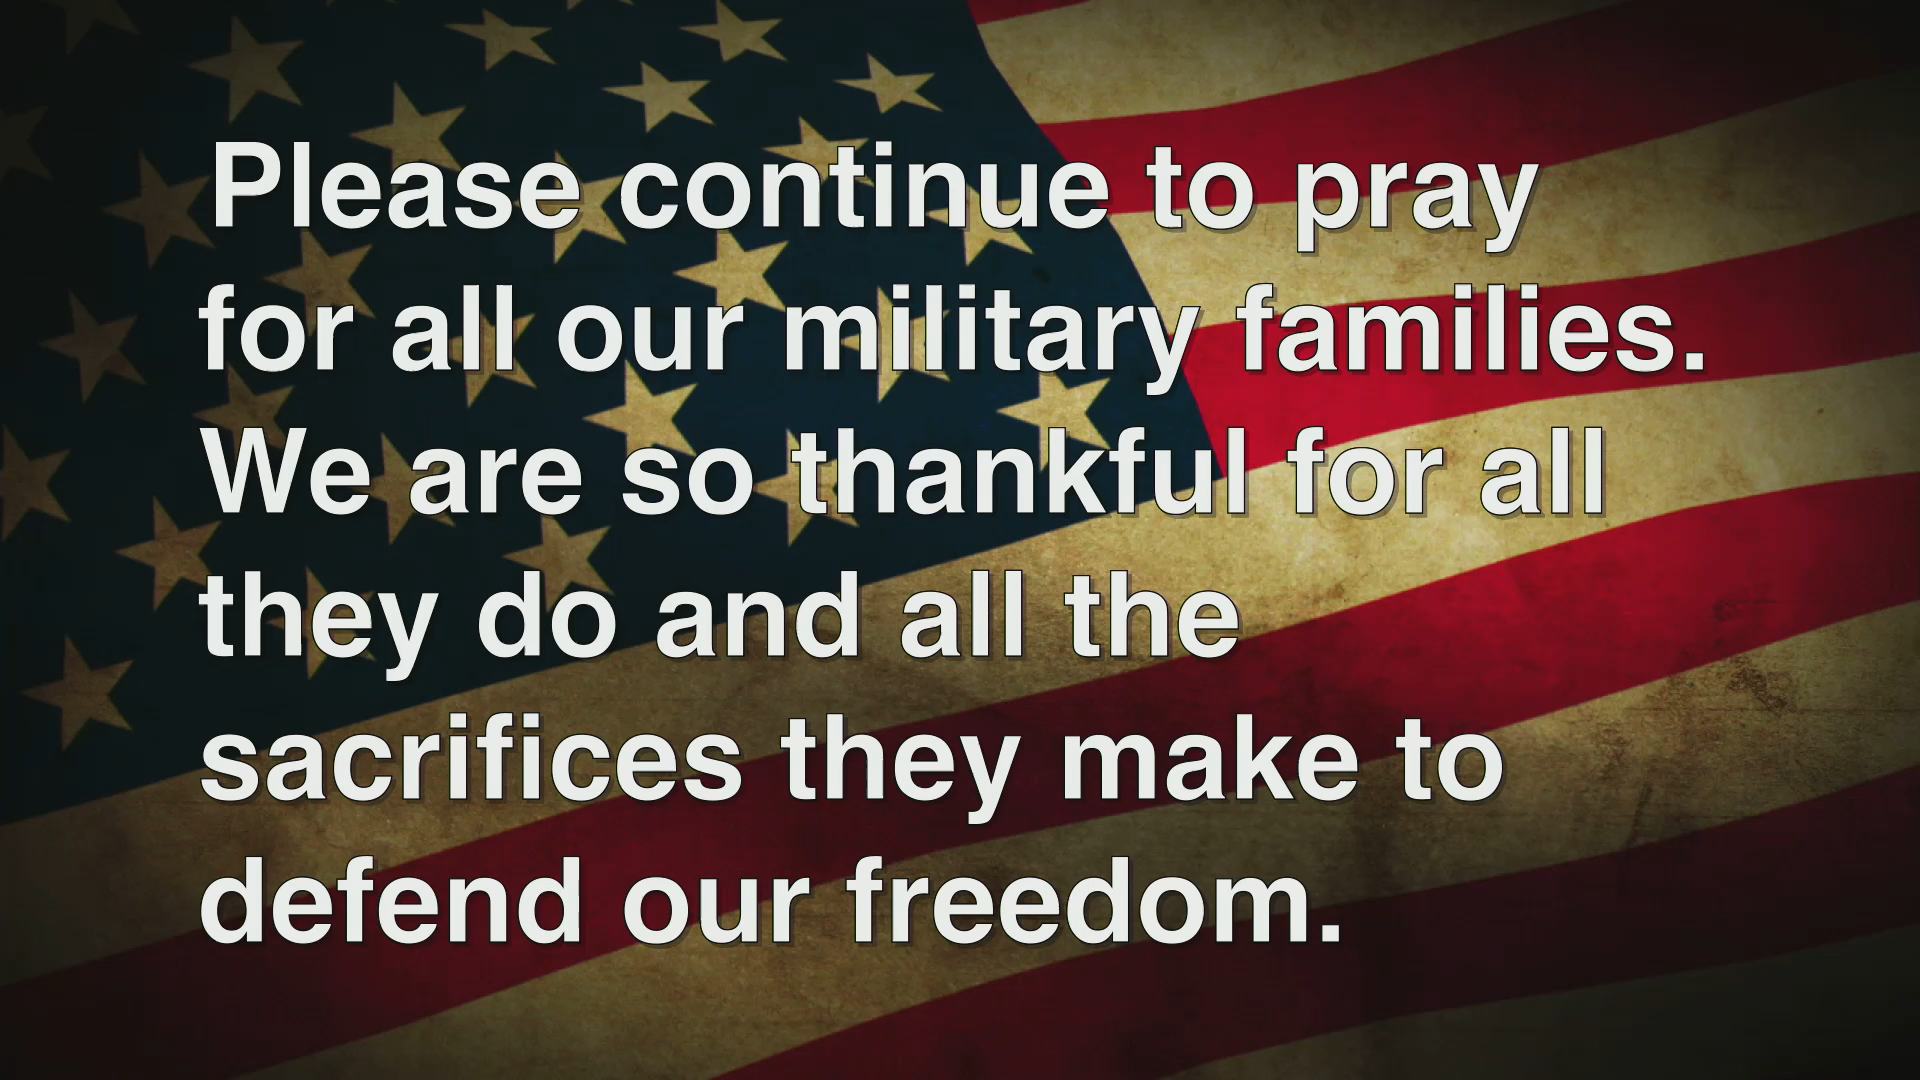 Please continue to pray
for all our military families.
We are so thankful for all
they do and all the
sacrifices they make to
defend our freedom.